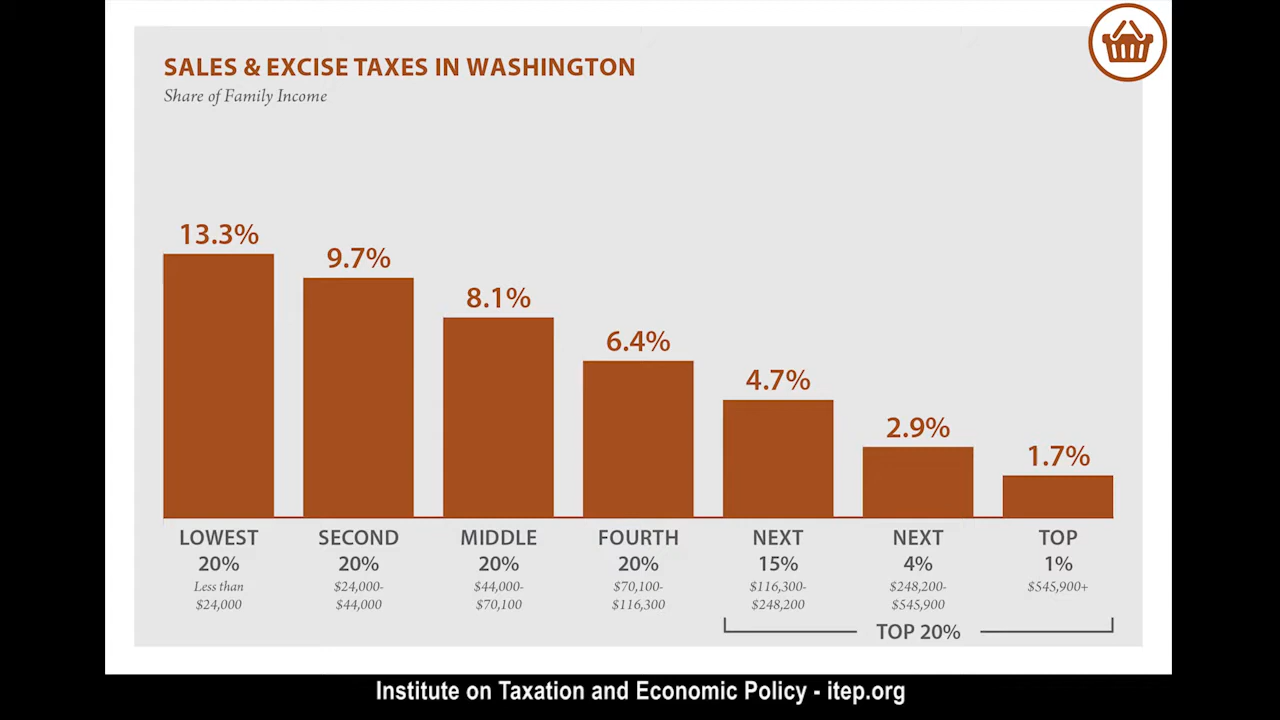 SALES & EXCISE TAXES IN WASHINGTON
Share of Family Income
13.3%
9.7%
8.1%
6.4%
4.7%
2.9%
1.7%
LOWEST
20%
Less than
$24,000
SECOND
20%
$24,000-
$44,000
MIDDLE
20%
$44,000-
$70,100
FOURTH
20%
$70,100-
$116,300
NEXT
15%
$116,300-
$248,200
NEXT
4%
$248,200-
$545,900
TOP
1%
$545,900+
TOP 20%
Institute on Taxation and Economic Policy - itep.org